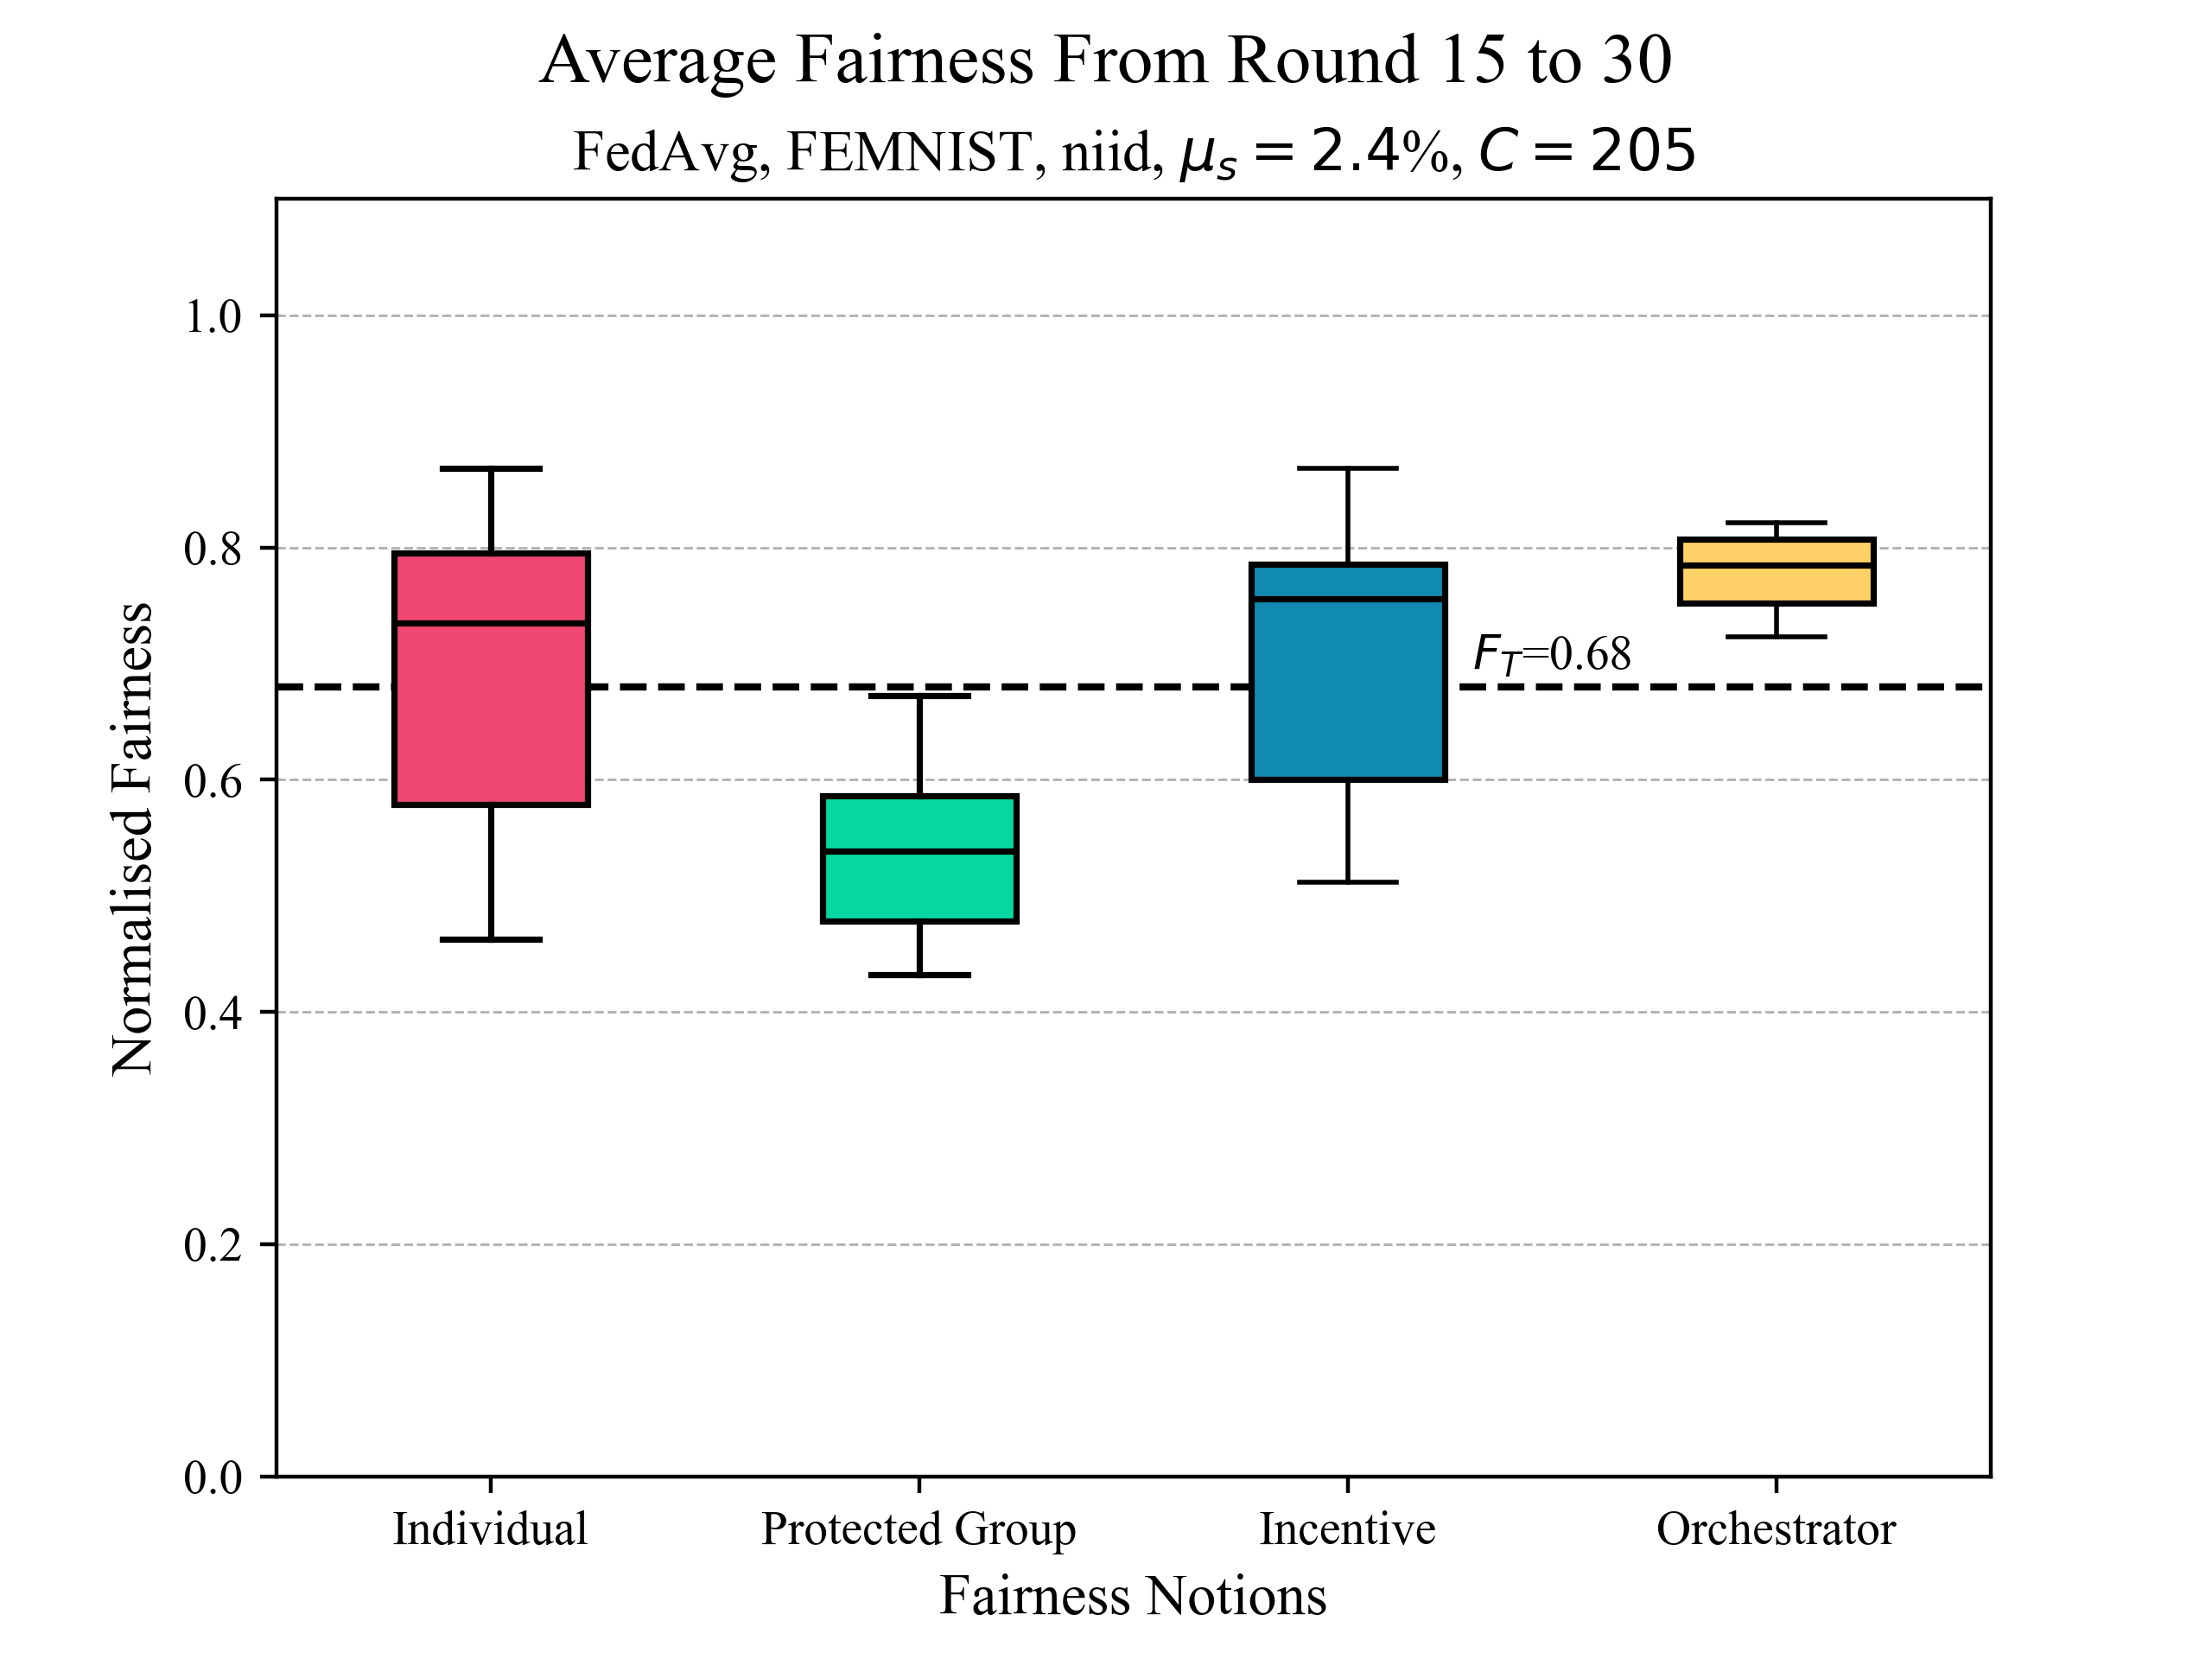 Average Fairness From Round 15 to 30
FedAvg, FEMNIST, niid, μₛ = 2.4%, C = 205
Normalised Fairness
1.0
0.8
0.6
0.4
0.2
0.0
F_T=0.68
Individual
Protected Group
Incentive
Orchestrator
Fairness Notions